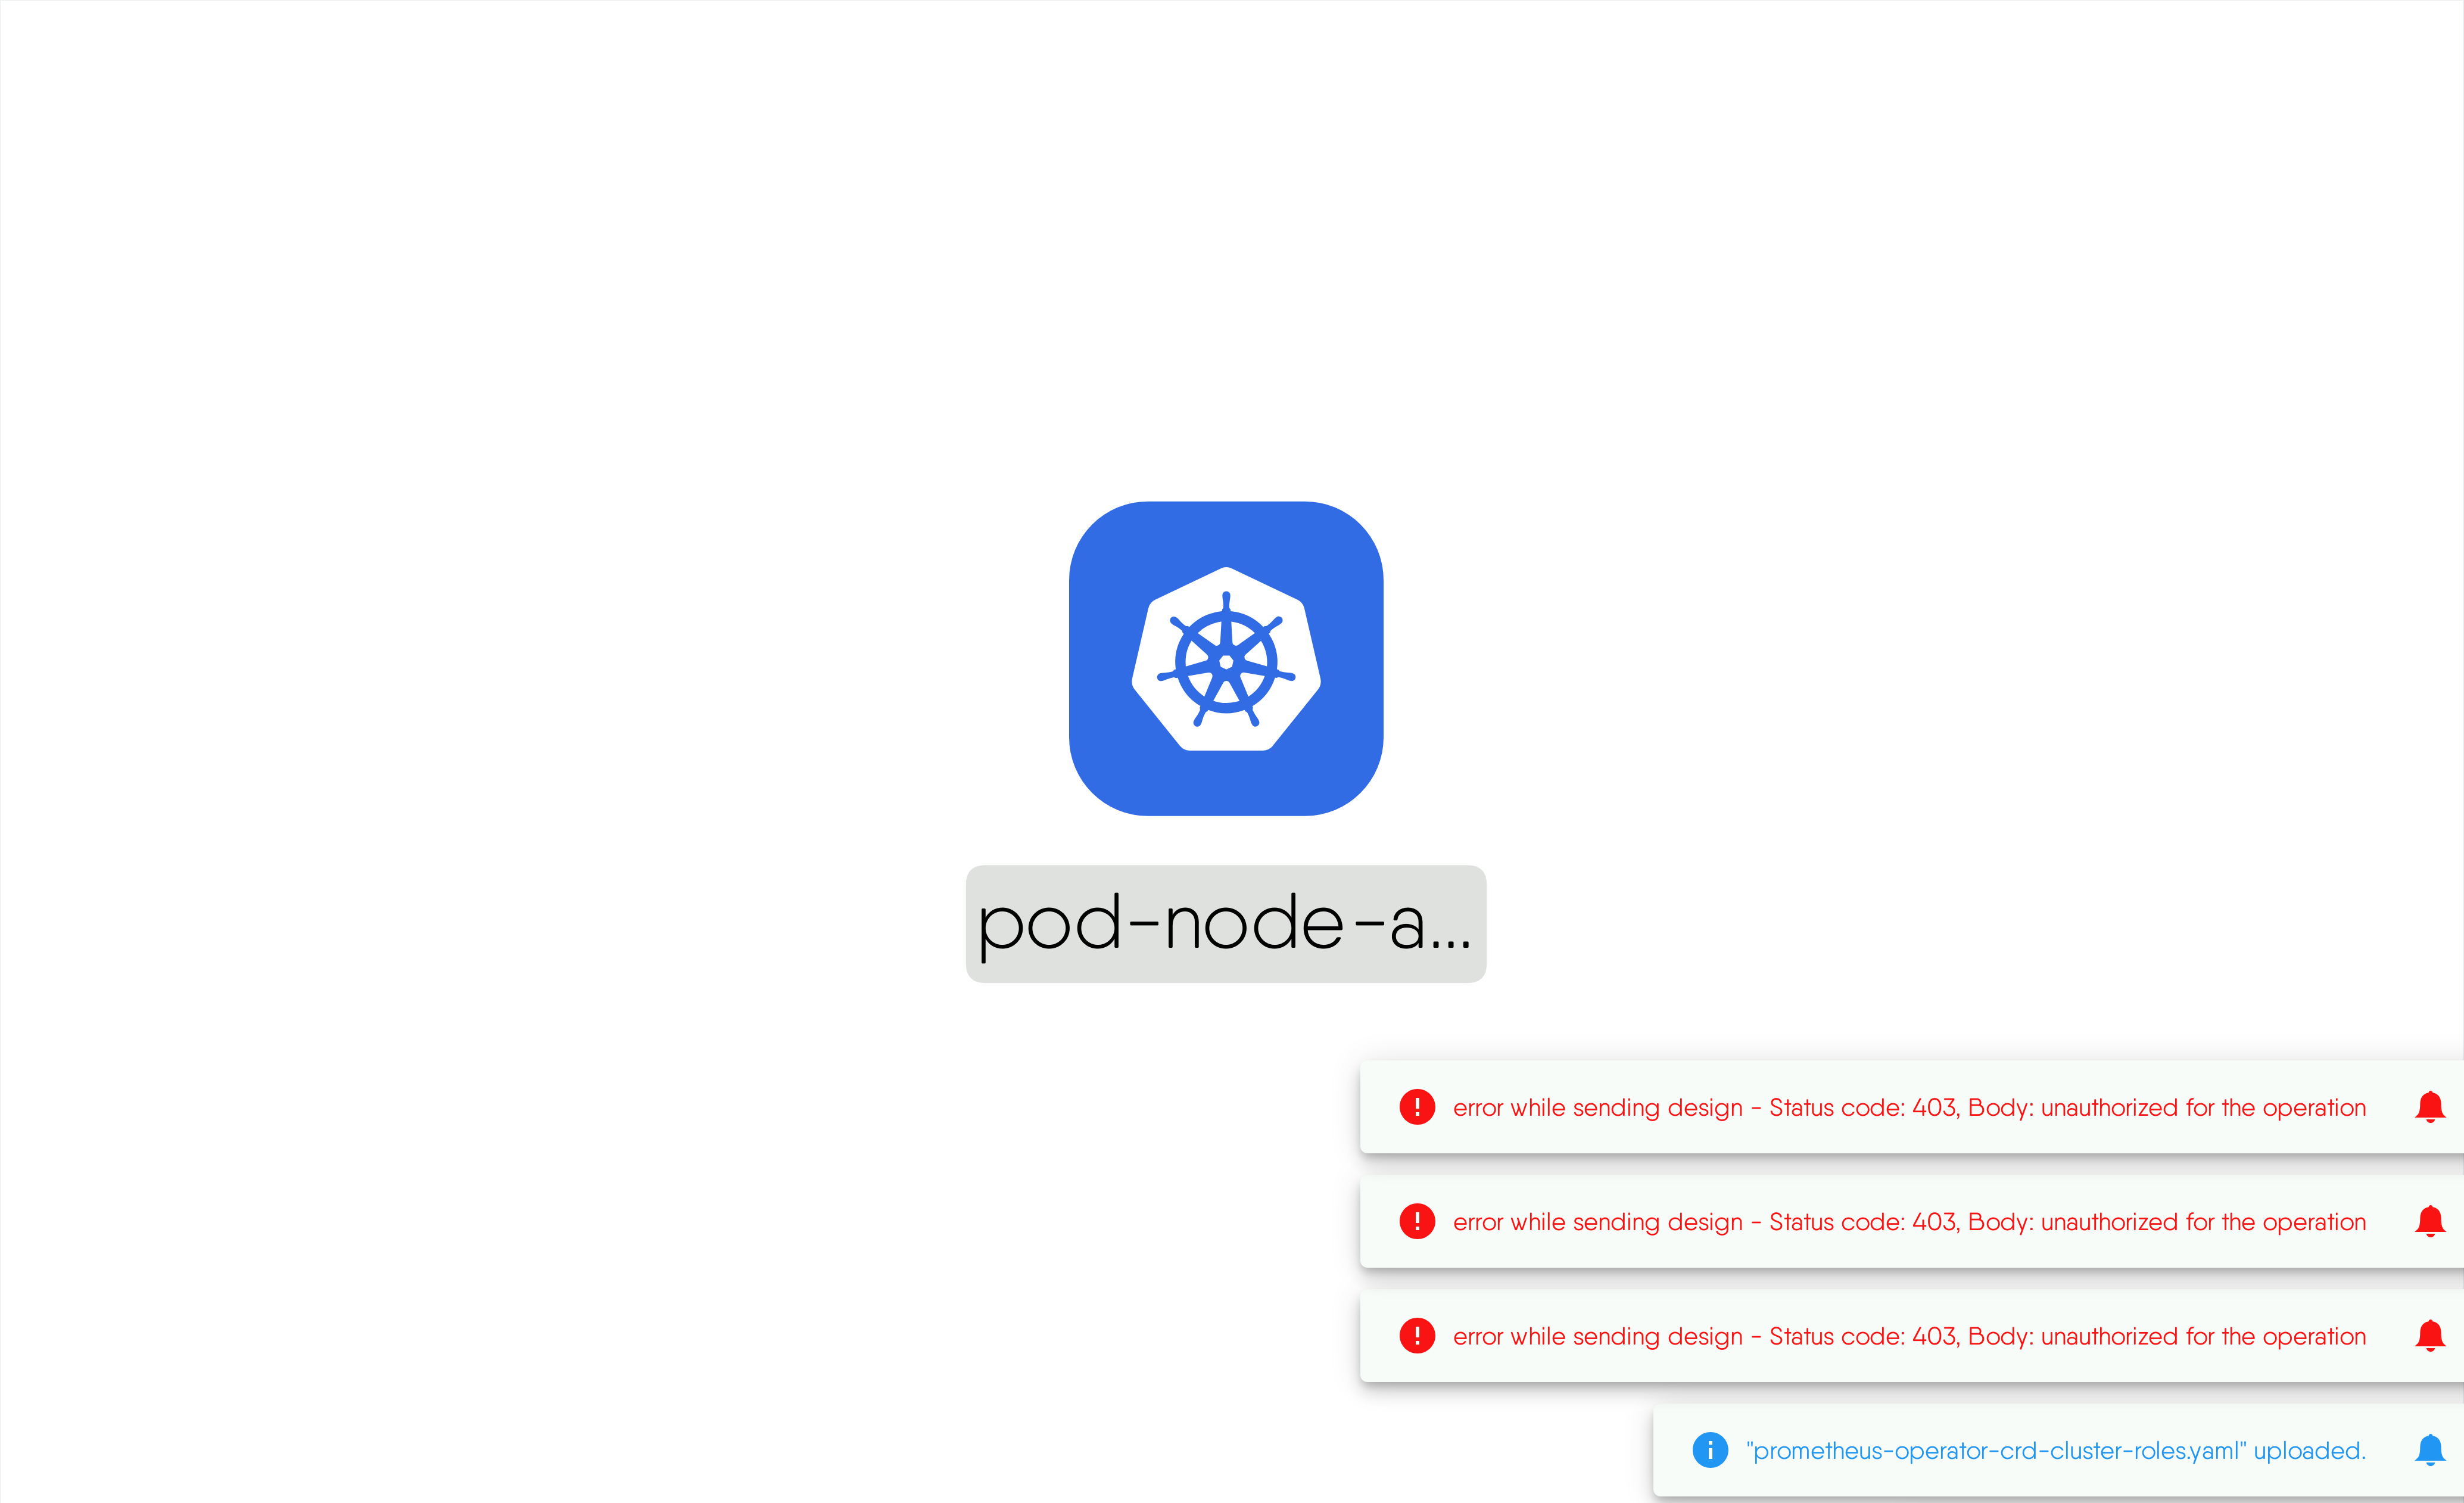 pod-node-a...
error while sending design - Status code: 403, Body: unauthorized for the operation
error while sending design - Status code: 403, Body: unauthorized for the operation
error while sending design - Status code: 403, Body: unauthorized for the operation
"prometheus-operator-crd-cluster-roles.yaml" uploaded.